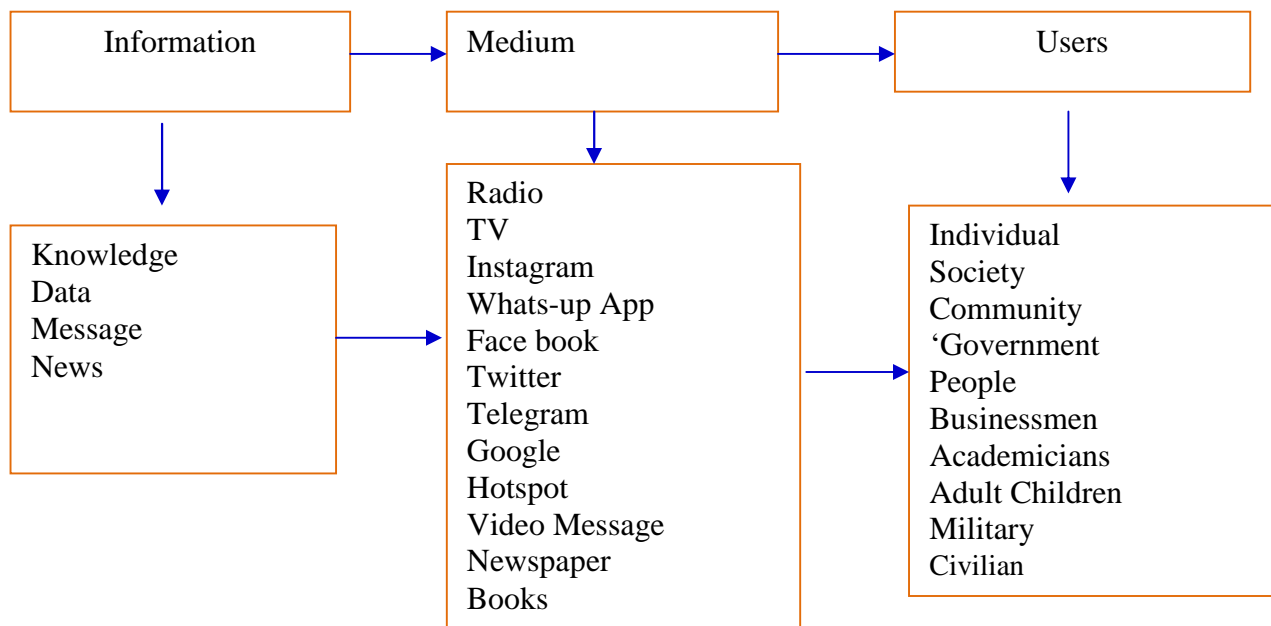 Information
Medium
Users
Knowledge
Data
Message
News
Radio
TV
Instagram
Whats-up App
Face book
Twitter
Telegram
Google
Hotspot
Video Message
Newspaper
Books
Individual
Society
Community
‘Government
People
Businessmen
Academicians
Adult Children
Military
Civilian